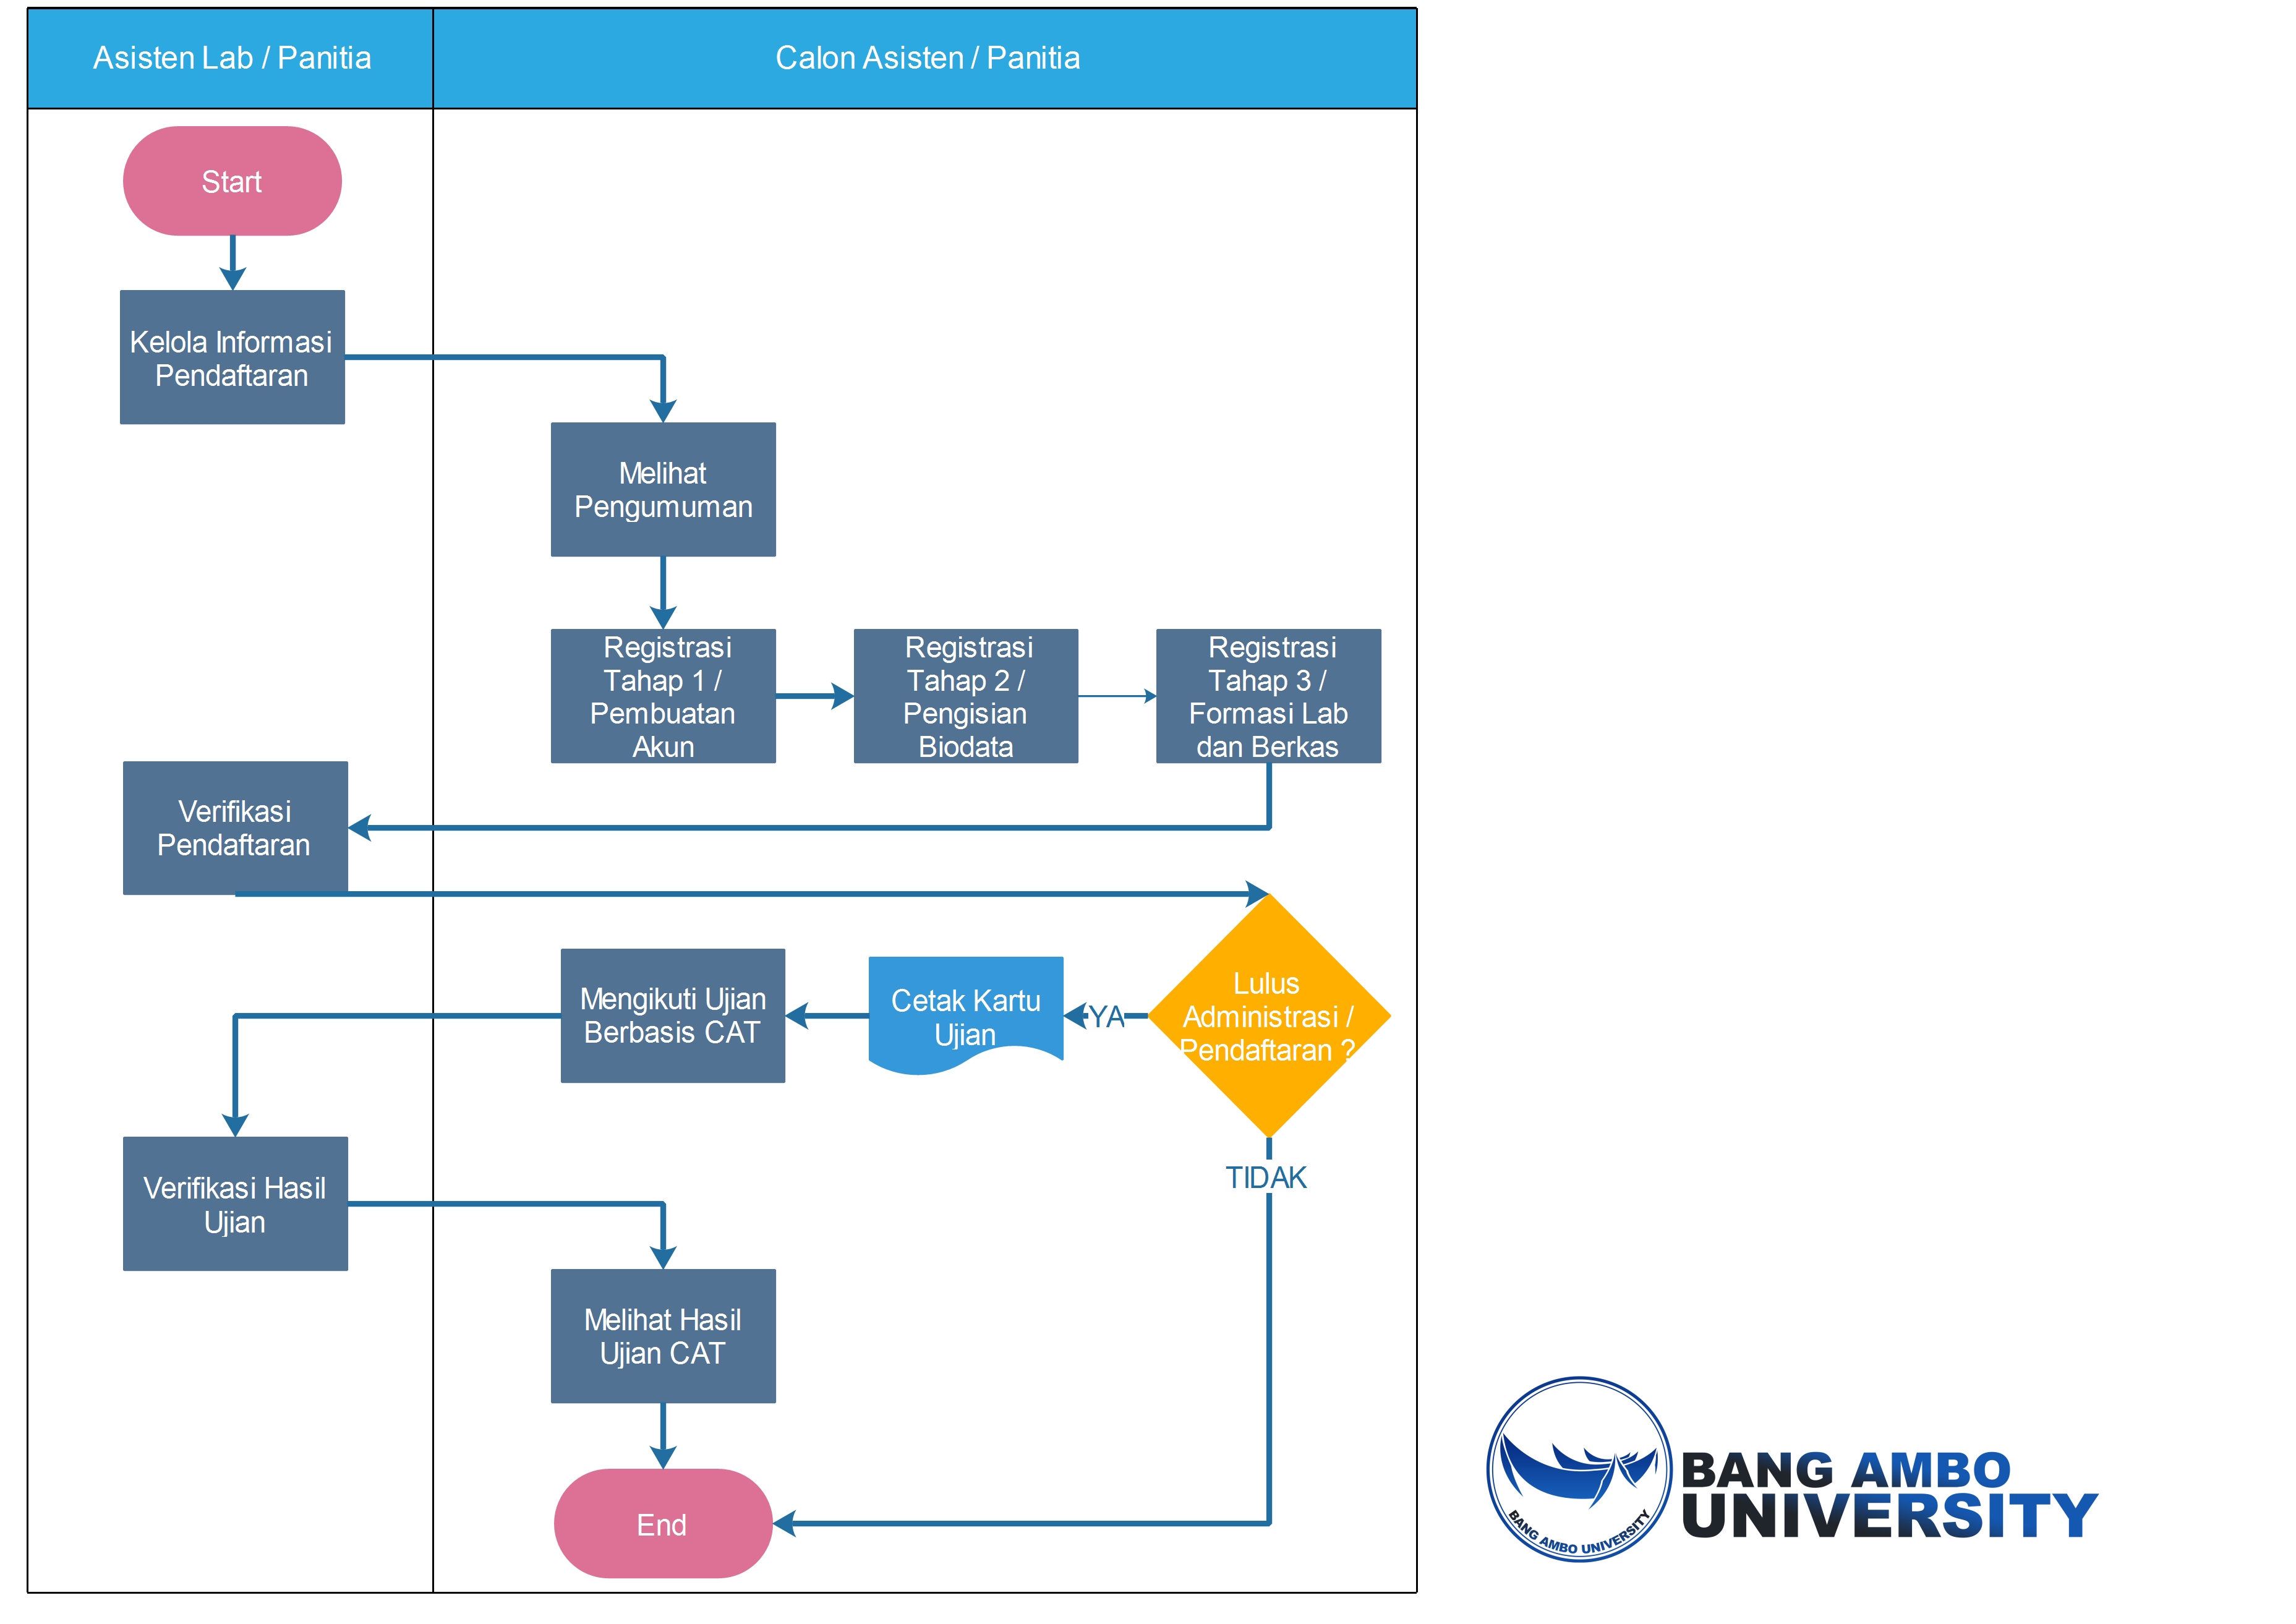 Asisten Lab / Panitia
Calon Asisten / Panitia
Start
Kelola Informasi
Pendaftaran
Melihat
Pengumuman
Registrasi
Tahap 1 /
Pembuatan
Akun
Registrasi
Tahap 2 /
Pengisian
Biodata
Registrasi
Tahap 3 /
Formasi Lab
dan Berkas
Verifikasi
Pendaftaran
Lulus
Administrasi /
Pendaftaran ?
YA
Cetak Kartu
Ujian
Mengikuti Ujian
Berbasis CAT
TIDAK
Verifikasi Hasil
Ujian
Melihat Hasil
Ujian CAT
End
BANG AMBO UNIVERSITY
BANG AMBO
UNIVERSITY